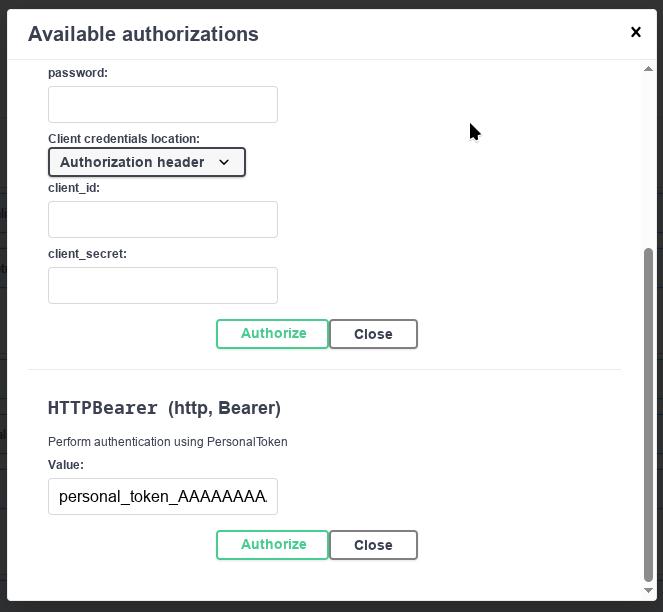 Available authorizations
password:
Client credentials location:
Authorization header
client_id:
client_secret:
Authorize Close
HTTPBearer (http, Bearer)
Perform authentication using PersonalToken
Value:
personal_token_AAAAAAAA
Authorize Close